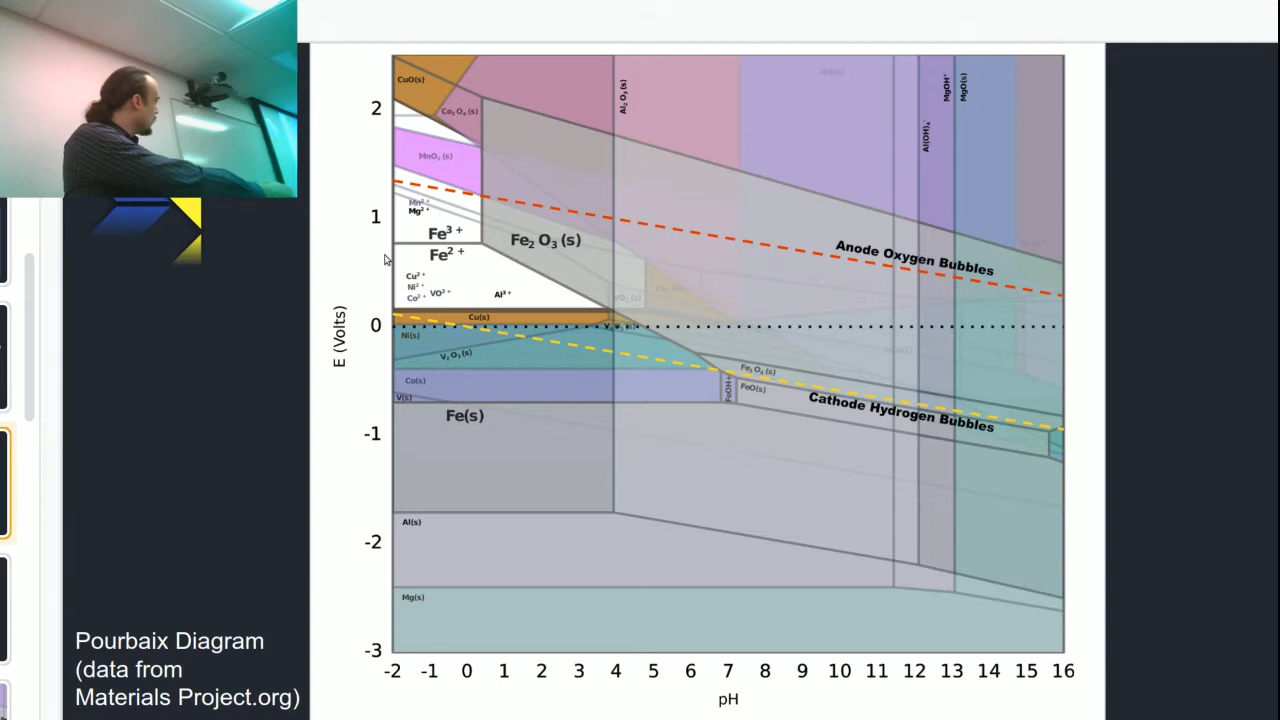 CuO(s)
Co₃O₄(s)
Al₂O₃(s)
MgOH⁺
MgO(s)
Al(OH)₄⁻
MnO₂(s)
Mn²⁺
Mg²⁺
Fe³⁺
Fe²⁺
Fe₂O₃(s)
Anode Oxygen Bubbles
Cu²⁺
Ni²⁺
Co²⁺
VO²⁺
Al³⁺
VO₂(s)
Cu(s)
Ni(s)
V₂O₃(s)
Co(s)
V(s)
FeOH+
Fe₃O₄(s)
FeO(s)
Cathode Hydrogen Bubbles
Fe(s)
Al(s)
Mg(s)
2
1
0
-1
-2
-3
E (Volts)
-2 -1 0 1 2 3 4 5 6 7 8 9 10 11 12 13 14 15 16
pH
Pourbaix Diagram
(data from
Materials Project.org)